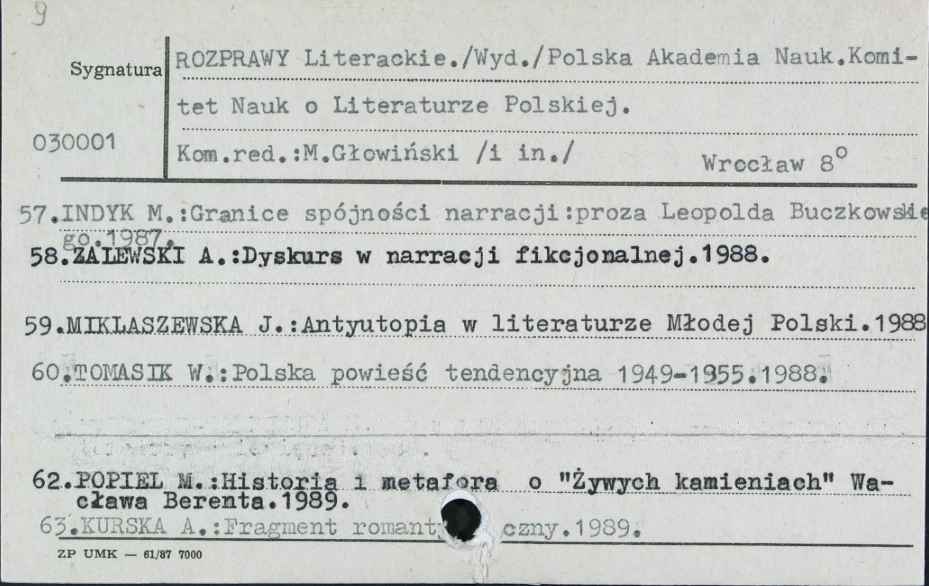 9
Sygnatura
030001
ROZPRAWY Literackie./Wyd./Polska Akademia Nauk.Komi-
tet Nauk o Literaturze Polskiej.
Kom.red.:M.Głowiński /i in./
Wrocław 8°
57.INDYK M.:Granice spójności narracji:proza Leopolda Buczkowskie
go.1987.
58.ZALEWSKI A.:Dyskurs w narracji fikcjonalnej.1988.
59.MIKLASZEWSKA J.:Antyutopia w literaturze Młodej Polski.1988
60.TOMASIK W.:Polska powieść tendencyjna 1949-1955.1988.
62.POPIEL M.:Historia i metafora o "Żywych kamieniach" Wa-
cława Berenta.1989.
63.KURSKA A.:Fragment romantyczny.1989.
ZP UMK — 61/87 7000